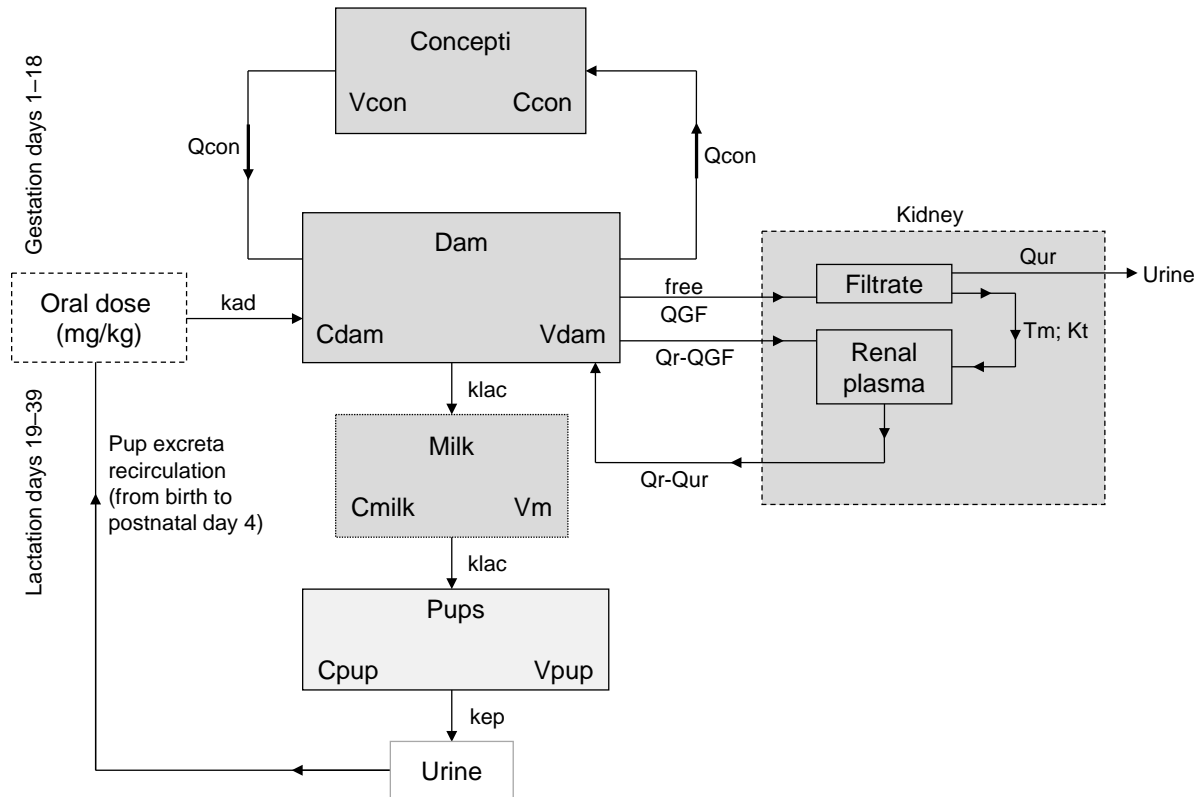 Gestation days 1–18
Lactation days 19–39
Concepti
Vcon
Ccon
Qcon
Qcon
Dam
Cdam
Vdam
Oral dose
(mg/kg)
kad
free
QGF
Qr-QGF
Qr-Qur
Kidney
Filtrate
Qur
Urine
Tm; Kt
Renal
plasma
klac
Milk
Cmilk
Vm
klac
Pups
Cpup
Vpup
kep
Urine
Pup excreta
recirculation
(from birth to
postnatal day 4)